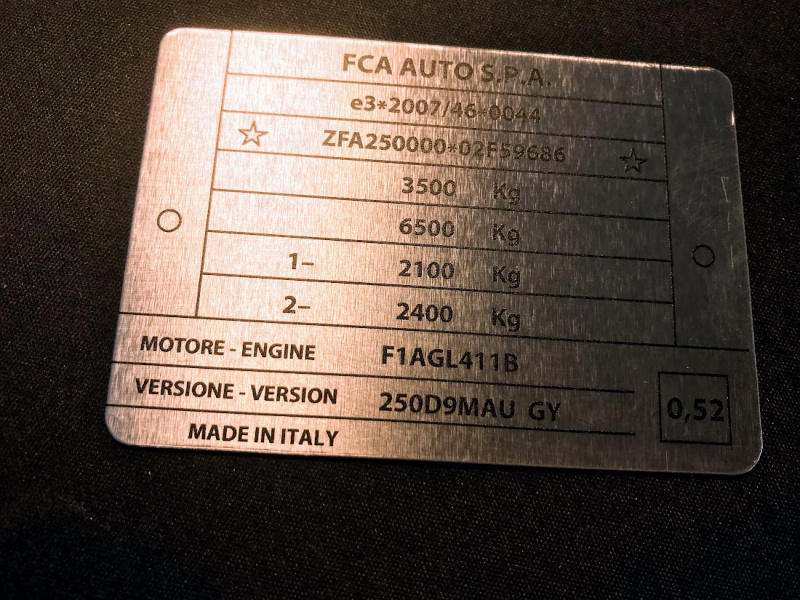 FCA AUTO S.P.A.
e3*2007/46-0044
ZFA250000*02F59686
3500 Kg
6500 Kg
1– 2100 Kg
2– 2400 Kg
MOTORE - ENGINE F1AGL411B
VERSIONE - VERSION 250D9MAU GY
0,52
MADE IN ITALY